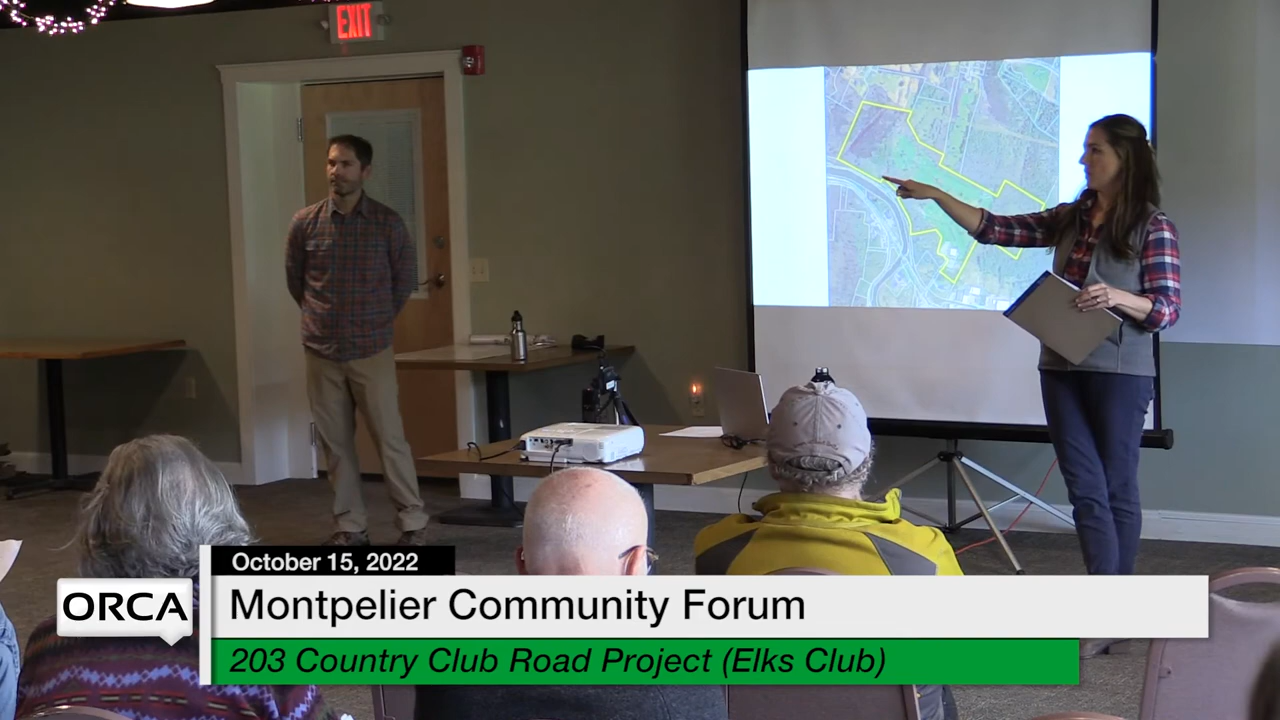 EXIT
October 15, 2022
ORCA
Montpelier Community Forum
203 Country Club Road Project (Elks Club)